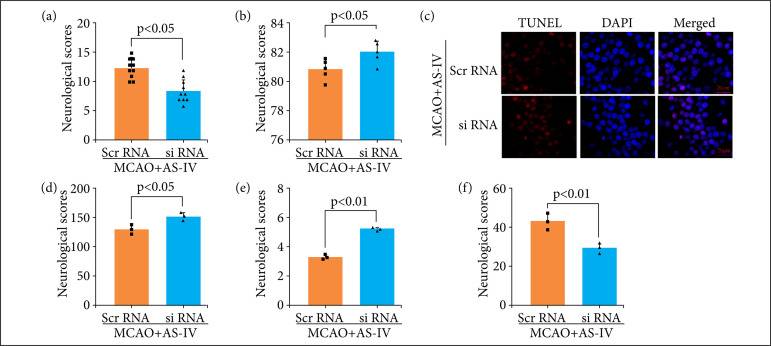 (a)
p<0.05
Neurological scores
20
15
10
5
0
Scr RNA
si RNA
MCAO+AS-IV
(b)
p<0.05
Neurological scores
84
82
80
78
76
Scr RNA
si RNA
MCAO+AS-IV
(c)
TUNEL
DAPI
Merged
MCAO+AS-IV
Scr RNA
si RNA
(d)
p<0.05
Neurological scores
200
150
100
50
0
Scr RNA
si RNA
MCAO+AS-IV
(e)
p<0.01
Neurological scores
8
6
4
2
0
Scr RNA
si RNA
MCAO+AS-IV
(f)
p<0.01
Neurological scores
60
40
20
0
Scr RNA
si RNA
MCAO+AS-IV